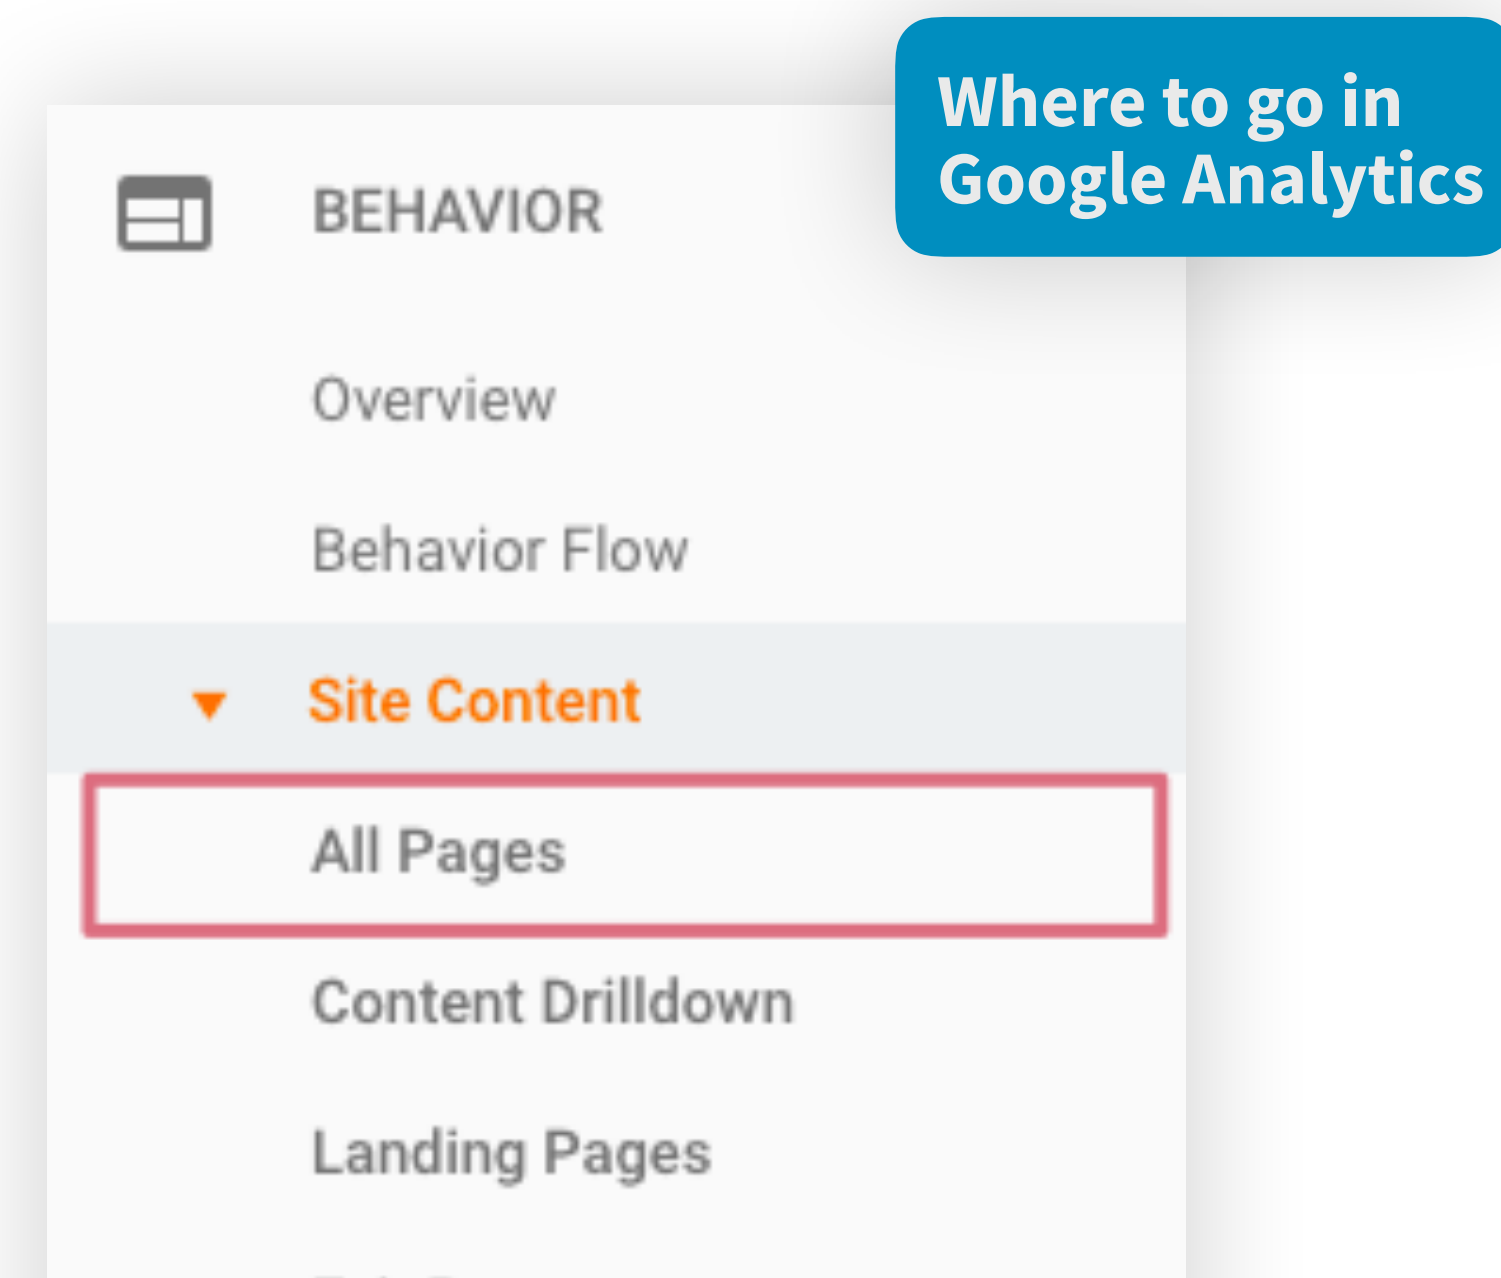 Where to go in
Google Analytics
BEHAVIOR
Overview
Behavior Flow
Site Content
All Pages
Content Drilldown
Landing Pages